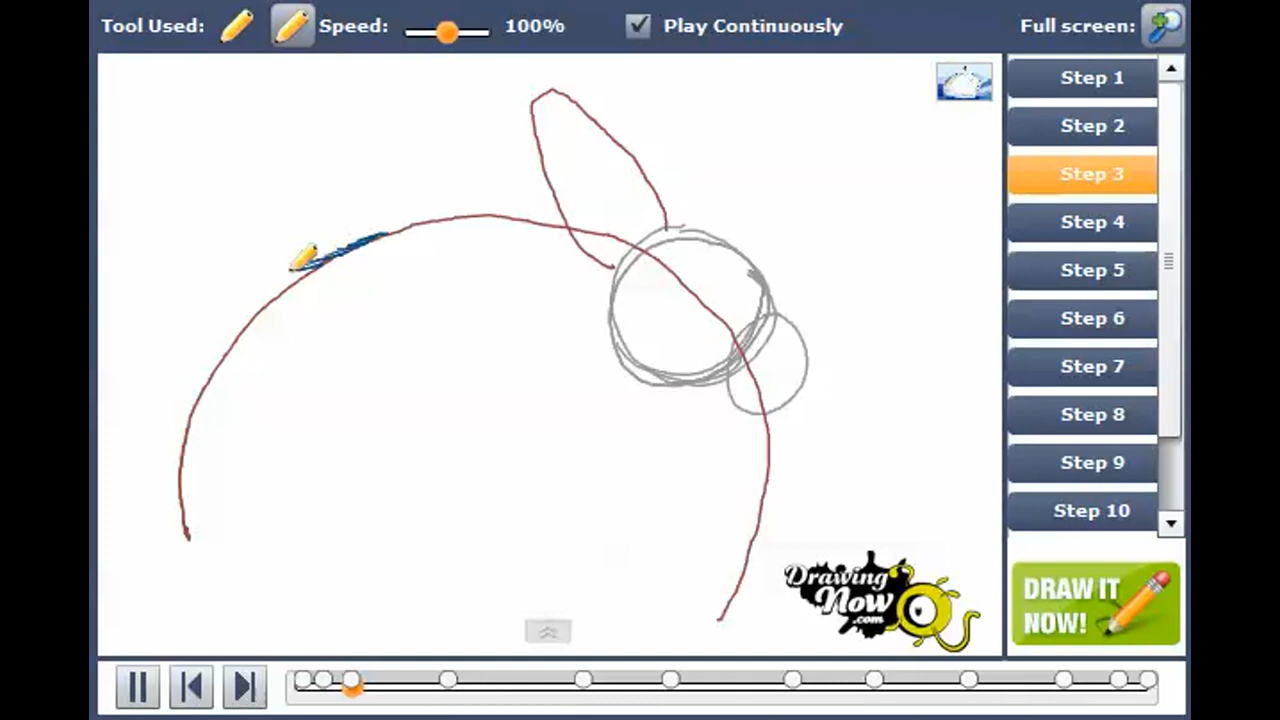 Tool Used:
Speed:
100%
Play Continuously
Full screen:
Step 1
Step 2
Step 3
Step 4
Step 5
Step 6
Step 7
Step 8
Step 9
Step 10
Drawing
Now
.com
DRAW IT
NOW!